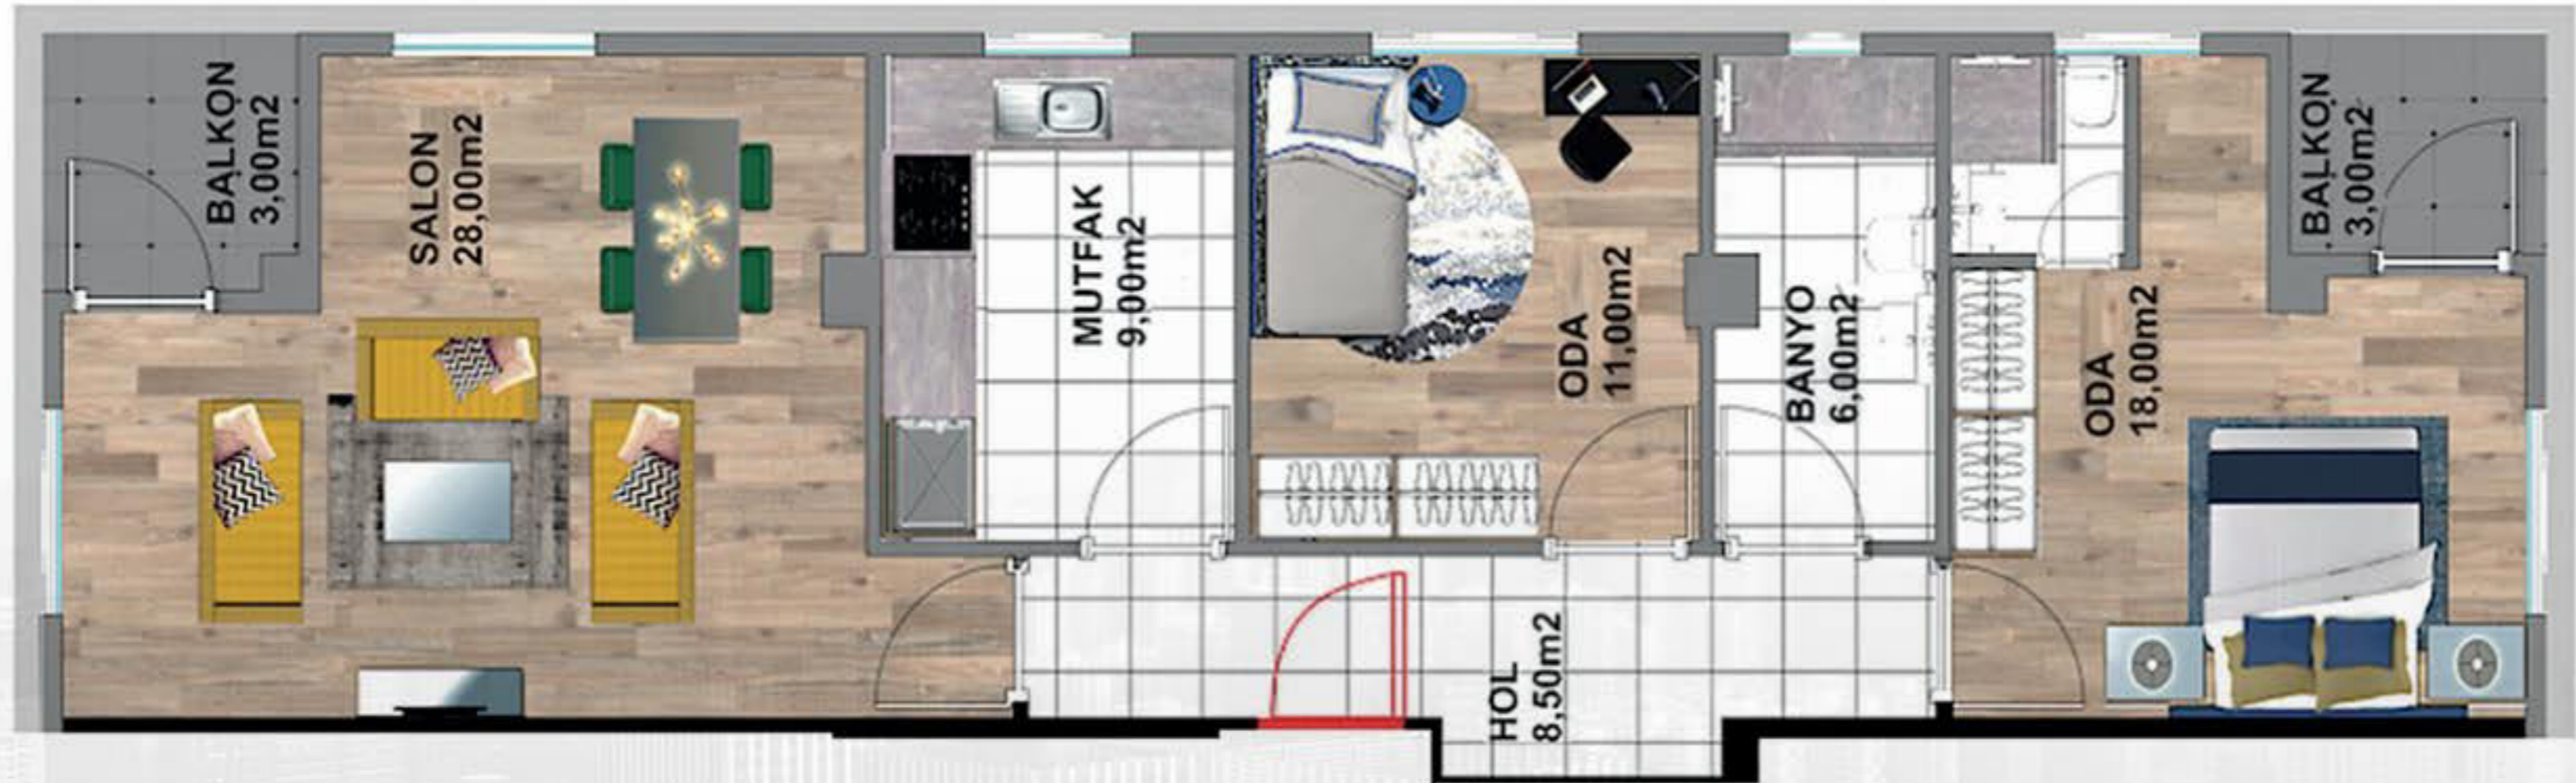 BALKON
3,00m2
SALON
28,00m2
MUTFAK
9,00m2
ODA
11,00m2
BANYO
6,00m2
ODA
18,00m2
BALKON
3,00m2
HOL
8,50m2